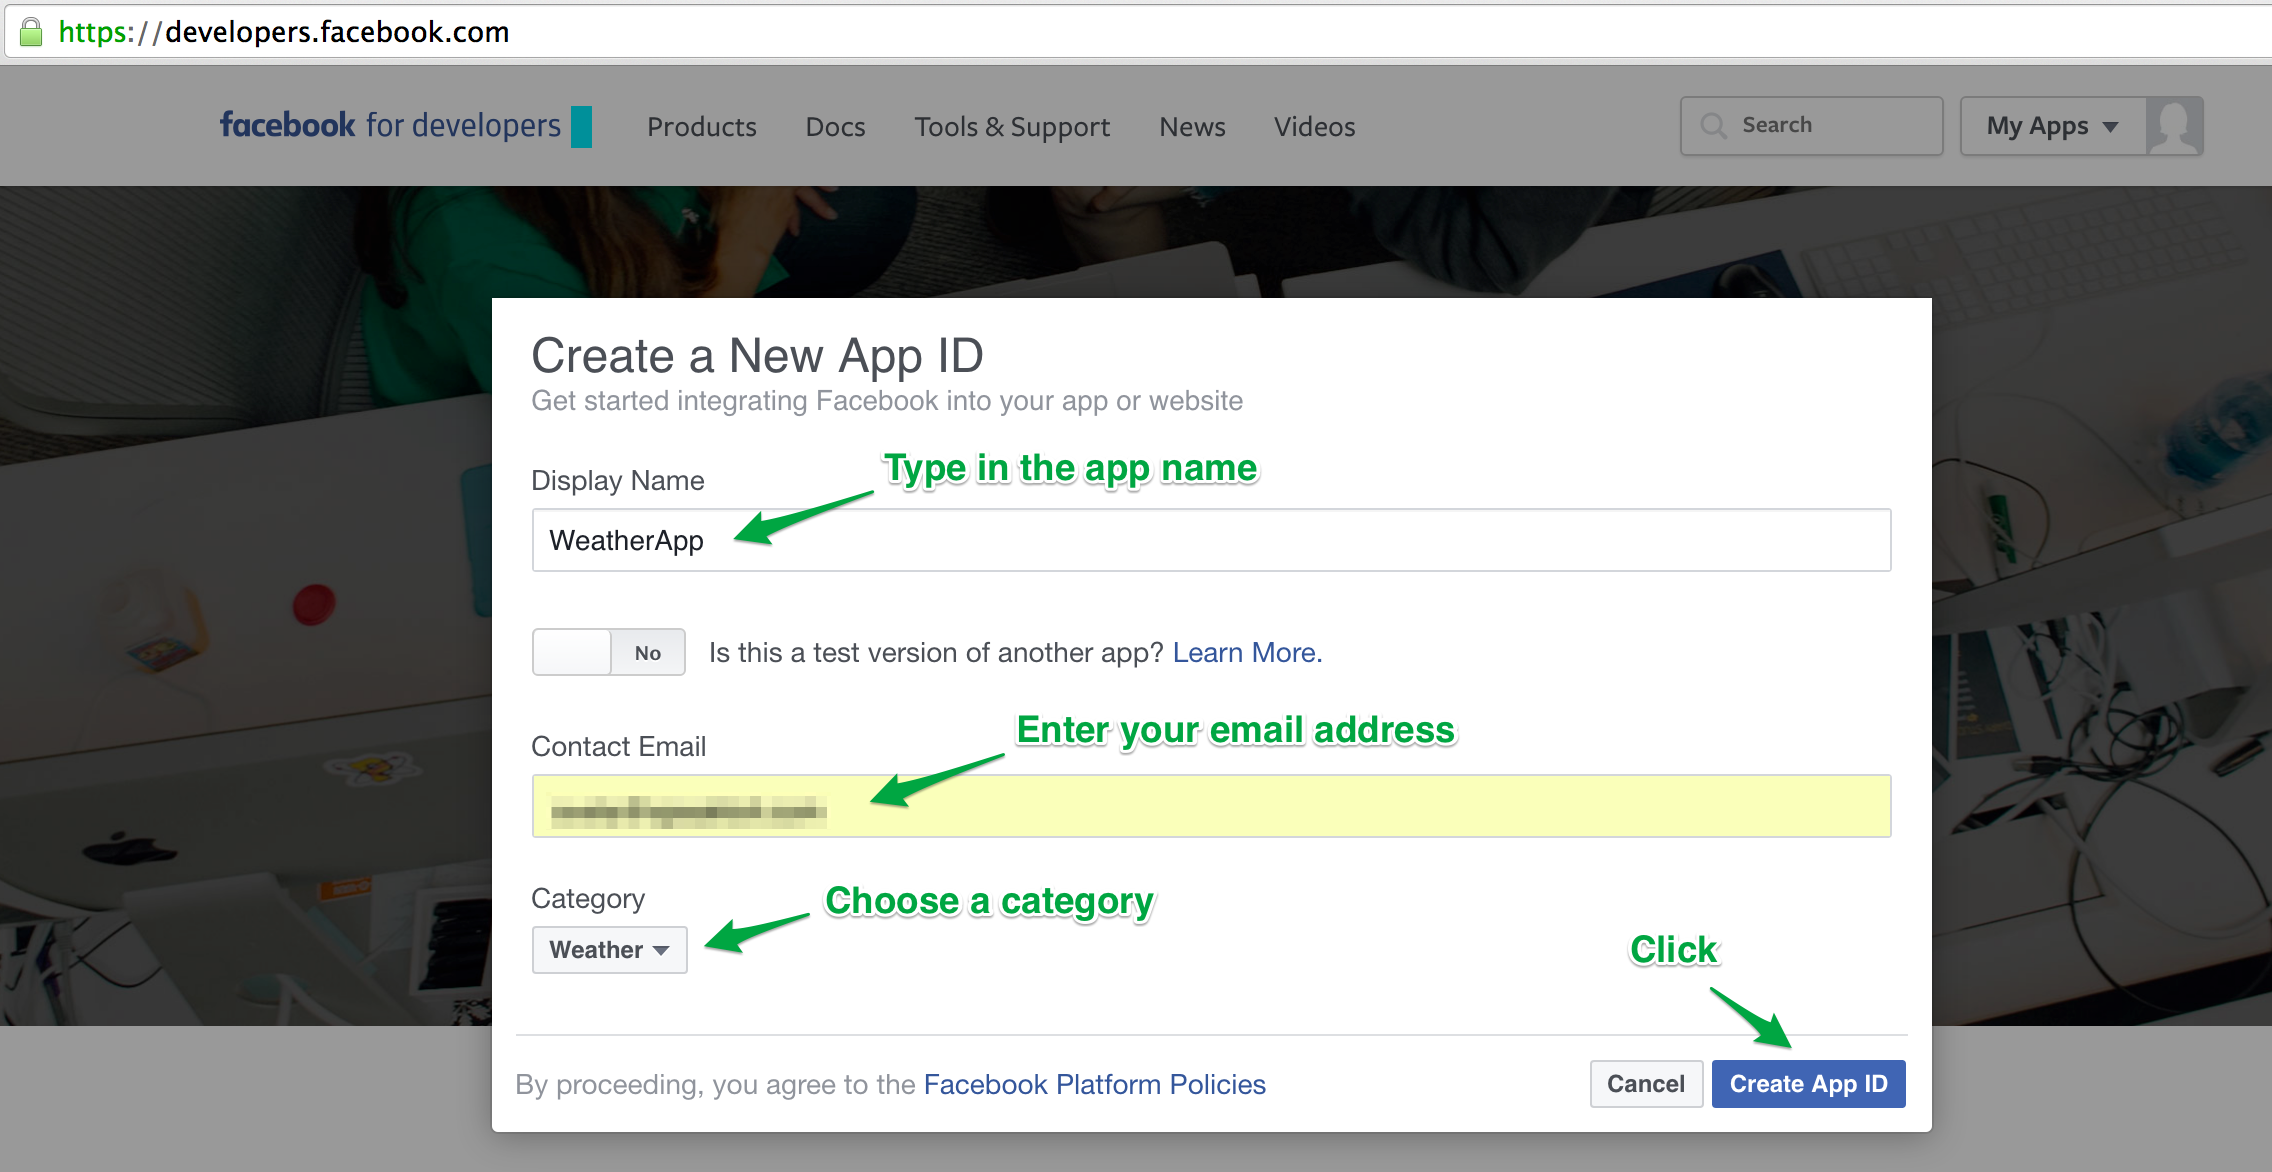 https://developers.facebook.com
facebook for developers
Products
Docs
Tools & Support
News
Videos
Search
My Apps
Create a New App ID
Get started integrating Facebook into your app or website
Type in the app name
Display Name
WeatherApp
No
Is this a test version of another app? Learn More.
Enter your email address
Contact Email
Category
Choose a category
Weather
Click
By proceeding, you agree to the Facebook Platform Policies
Cancel
Create App ID